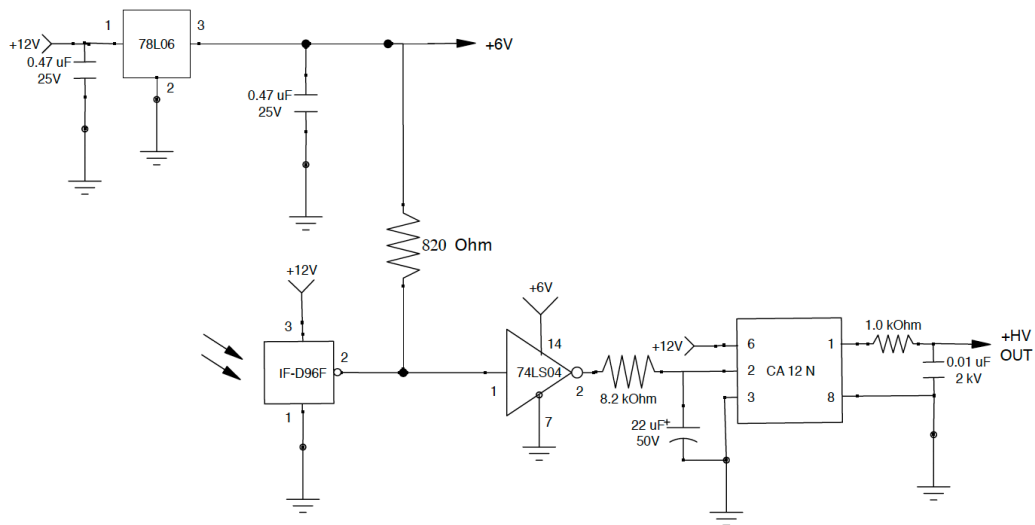 +12V
1
78L06
3
2
0.47 uF
25V
0.47 uF
25V
+6V
820 Ohm
+12V
3
IF-D96F
2
1
+6V
14
74LS04
1
2
7
8.2 kOhm
22 uF+
50V
+12V
6
2
3
CA 12 N
1
8
1.0 kOhm
+HV
OUT
0.01 uF
2 kV